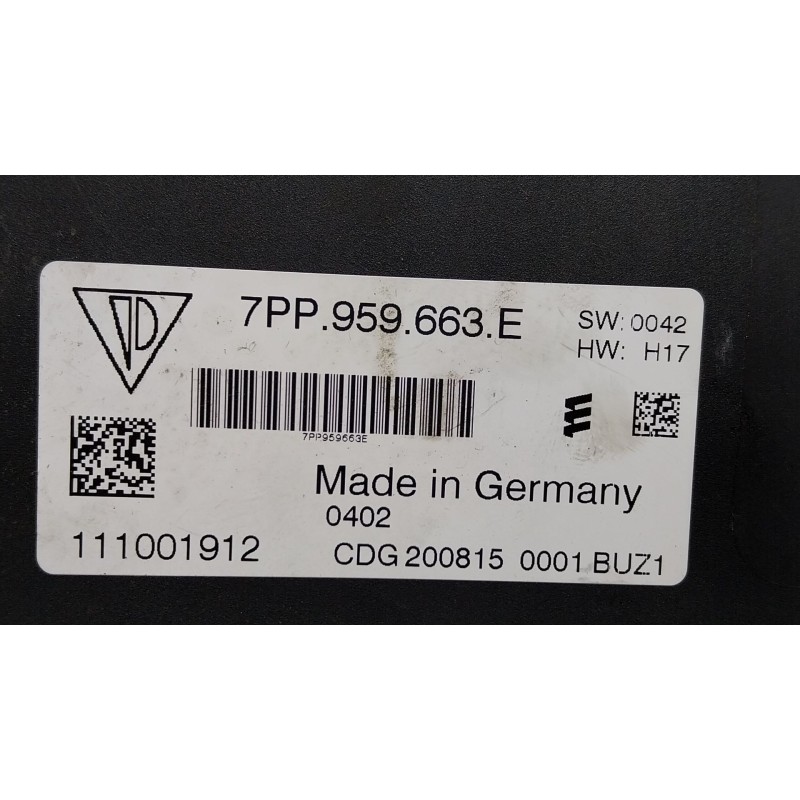 7PP.959.663.E
SW: 0042
HW: H17
7PP959663E
Made in Germany
0402
111001912
CDG 200815 0001 BUZ1